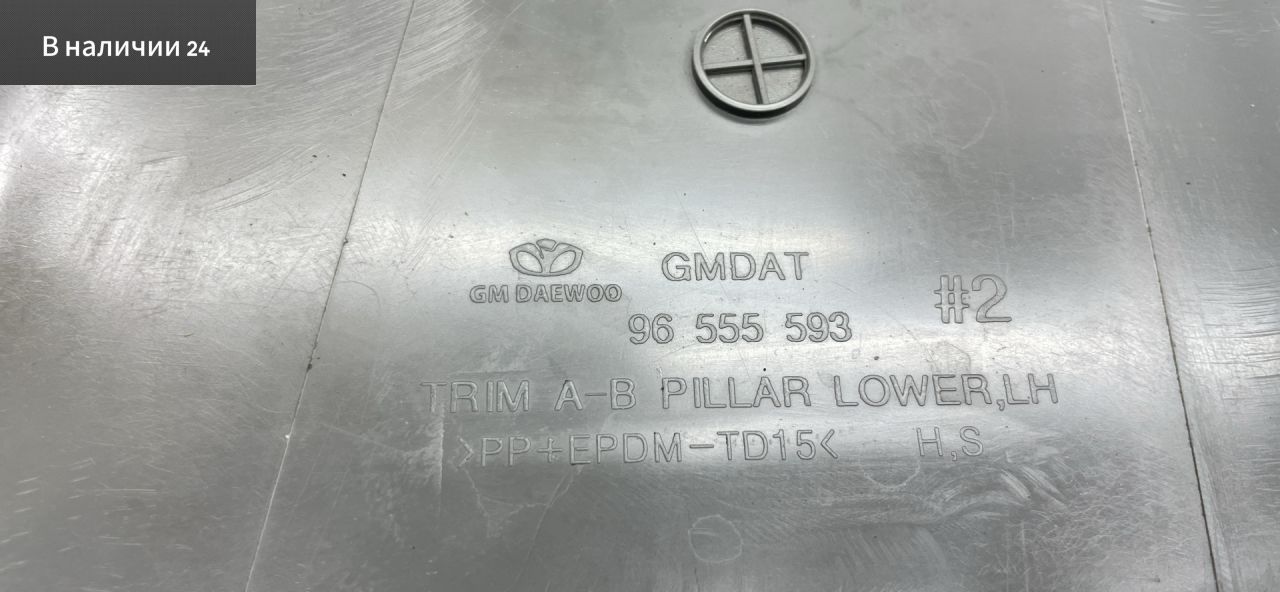 В наличии 24
GMDAT
GM DAEWOO
#2
96 555 593
TRIM A-B PILLAR LOWER,LH
>PP+EPDM-TD15< H,S